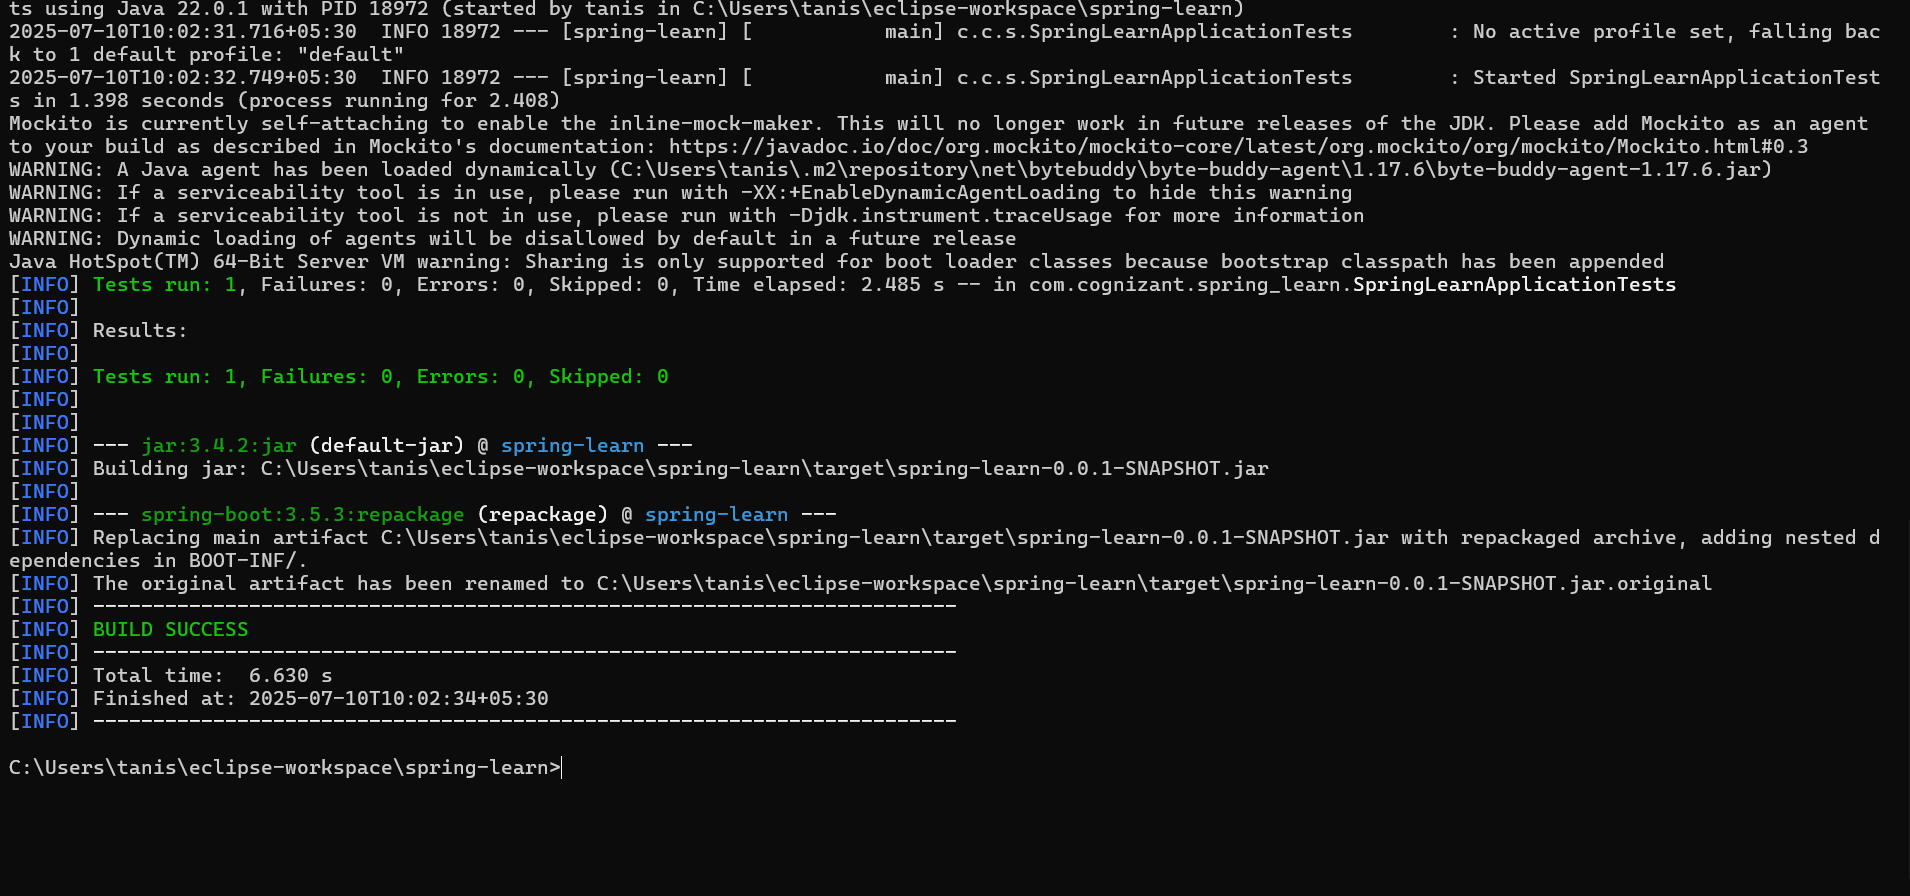 ts using Java 22.0.1 with PID 18972 (started by tanis in C:\Users\tanis\eclipse-workspace\spring-learn)
2025-07-10T10:02:31.716+05:30  INFO 18972 --- [spring-learn] [           main] c.c.s.SpringLearnApplicationTests        : No active profile set, falling bac
k to 1 default profile: "default"
2025-07-10T10:02:32.749+05:30  INFO 18972 --- [spring-learn] [           main] c.c.s.SpringLearnApplicationTests        : Started SpringLearnApplicationTest
s in 1.398 seconds (process running for 2.408)
Mockito is currently self-attaching to enable the inline-mock-maker. This will no longer work in future releases of the JDK. Please add Mockito as an agent
to your build as described in Mockito's documentation: https://javadoc.io/doc/org.mockito/mockito-core/latest/org.mockito/org/mockito/Mockito.html#0.3
WARNING: A Java agent has been loaded dynamically (C:\Users\tanis\.m2\repository\net\bytebuddy\byte-buddy-agent\1.17.6\byte-buddy-agent-1.17.6.jar)
WARNING: If a serviceability tool is in use, please run with -XX:+EnableDynamicAgentLoading to hide this warning
WARNING: If a serviceability tool is not in use, please run with -Djdk.instrument.traceUsage for more information
WARNING: Dynamic loading of agents will be disallowed by default in a future release
Java HotSpot(TM) 64-Bit Server VM warning: Sharing is only supported for boot loader classes because bootstrap classpath has been appended
[INFO] Tests run: 1, Failures: 0, Errors: 0, Skipped: 0, Time elapsed: 2.485 s -- in com.cognizant.spring_learn.SpringLearnApplicationTests
[INFO]
[INFO] Results:
[INFO]
[INFO] Tests run: 1, Failures: 0, Errors: 0, Skipped: 0
[INFO]
[INFO]
[INFO] --- jar:3.4.2:jar (default-jar) @ spring-learn ---
[INFO] Building jar: C:\Users\tanis\eclipse-workspace\spring-learn\target\spring-learn-0.0.1-SNAPSHOT.jar
[INFO]
[INFO] --- spring-boot:3.5.3:repackage (repackage) @ spring-learn ---
[INFO] Replacing main artifact C:\Users\tanis\eclipse-workspace\spring-learn\target\spring-learn-0.0.1-SNAPSHOT.jar with repackaged archive, adding nested d
ependencies in BOOT-INF/.
[INFO] The original artifact has been renamed to C:\Users\tanis\eclipse-workspace\spring-learn\target\spring-learn-0.0.1-SNAPSHOT.jar.original
[INFO] ------------------------------------------------------------------------
[INFO] BUILD SUCCESS
[INFO] ------------------------------------------------------------------------
[INFO] Total time:  6.630 s
[INFO] Finished at: 2025-07-10T10:02:34+05:30
[INFO] ------------------------------------------------------------------------
C:\Users\tanis\eclipse-workspace\spring-learn>